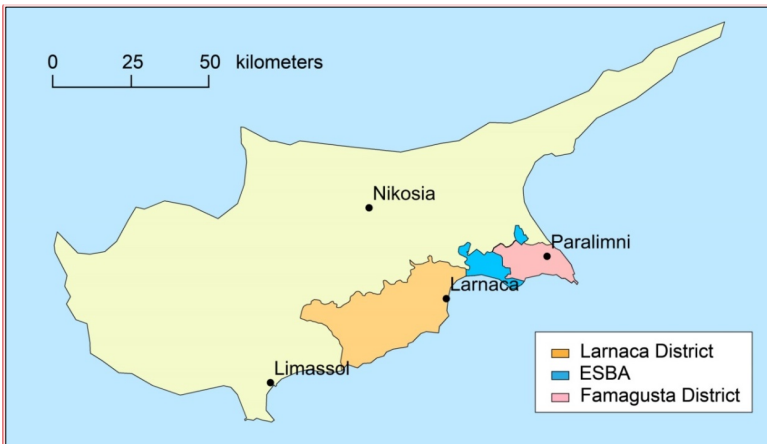 0 25 50 kilometers
Nikosia
Paralimni
Larnaca
Limassol
Larnaca District
ESBA
Famagusta District